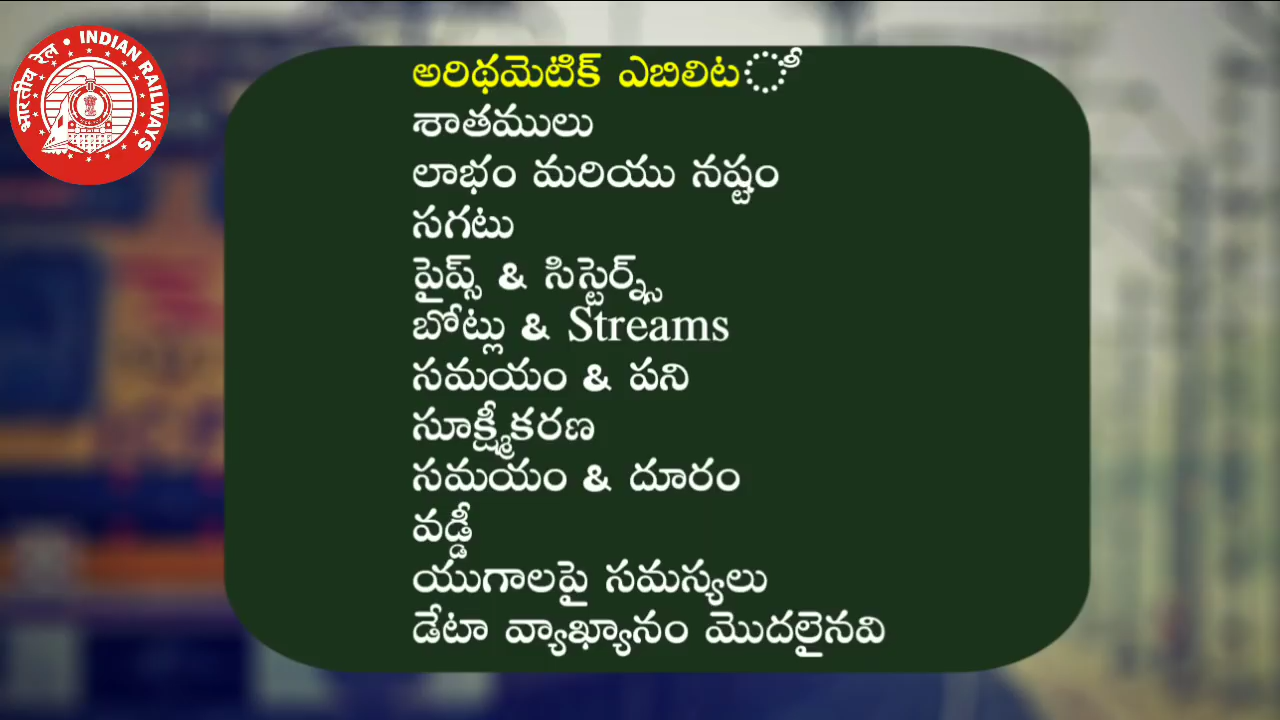 भारतीय रेल • INDIAN RAILWAYS
అరిథమెటిక్ ఎబిలిట ీ
శాతములు
లాభం మరియు నష్టం
సగటు
పైప్స్ & సిస్టెర్న్స్
బోట్లు & Streams
సమయం & పని
సూక్ష్మీకరణ
సమయం & దూరం
వడ్డీ
యుగాలపై సమస్యలు
డేటా వ్యాఖ్యానం మొదలైనవి